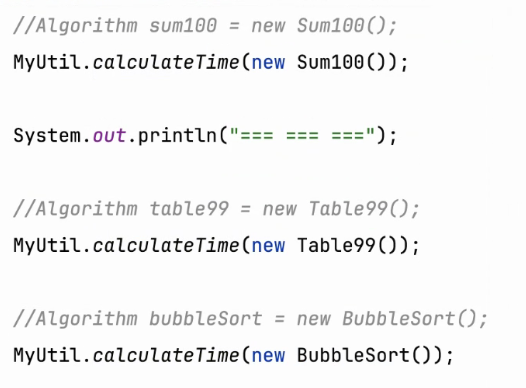 //Algorithm sum100 = new Sum100();
MyUtil.calculateTime(new Sum100());
System.out.println("=== === ===");
//Algorithm table99 = new Table99();
MyUtil.calculateTime(new Table99());
//Algorithm bubbleSort = new BubbleSort();
MyUtil.calculateTime(new BubbleSort());